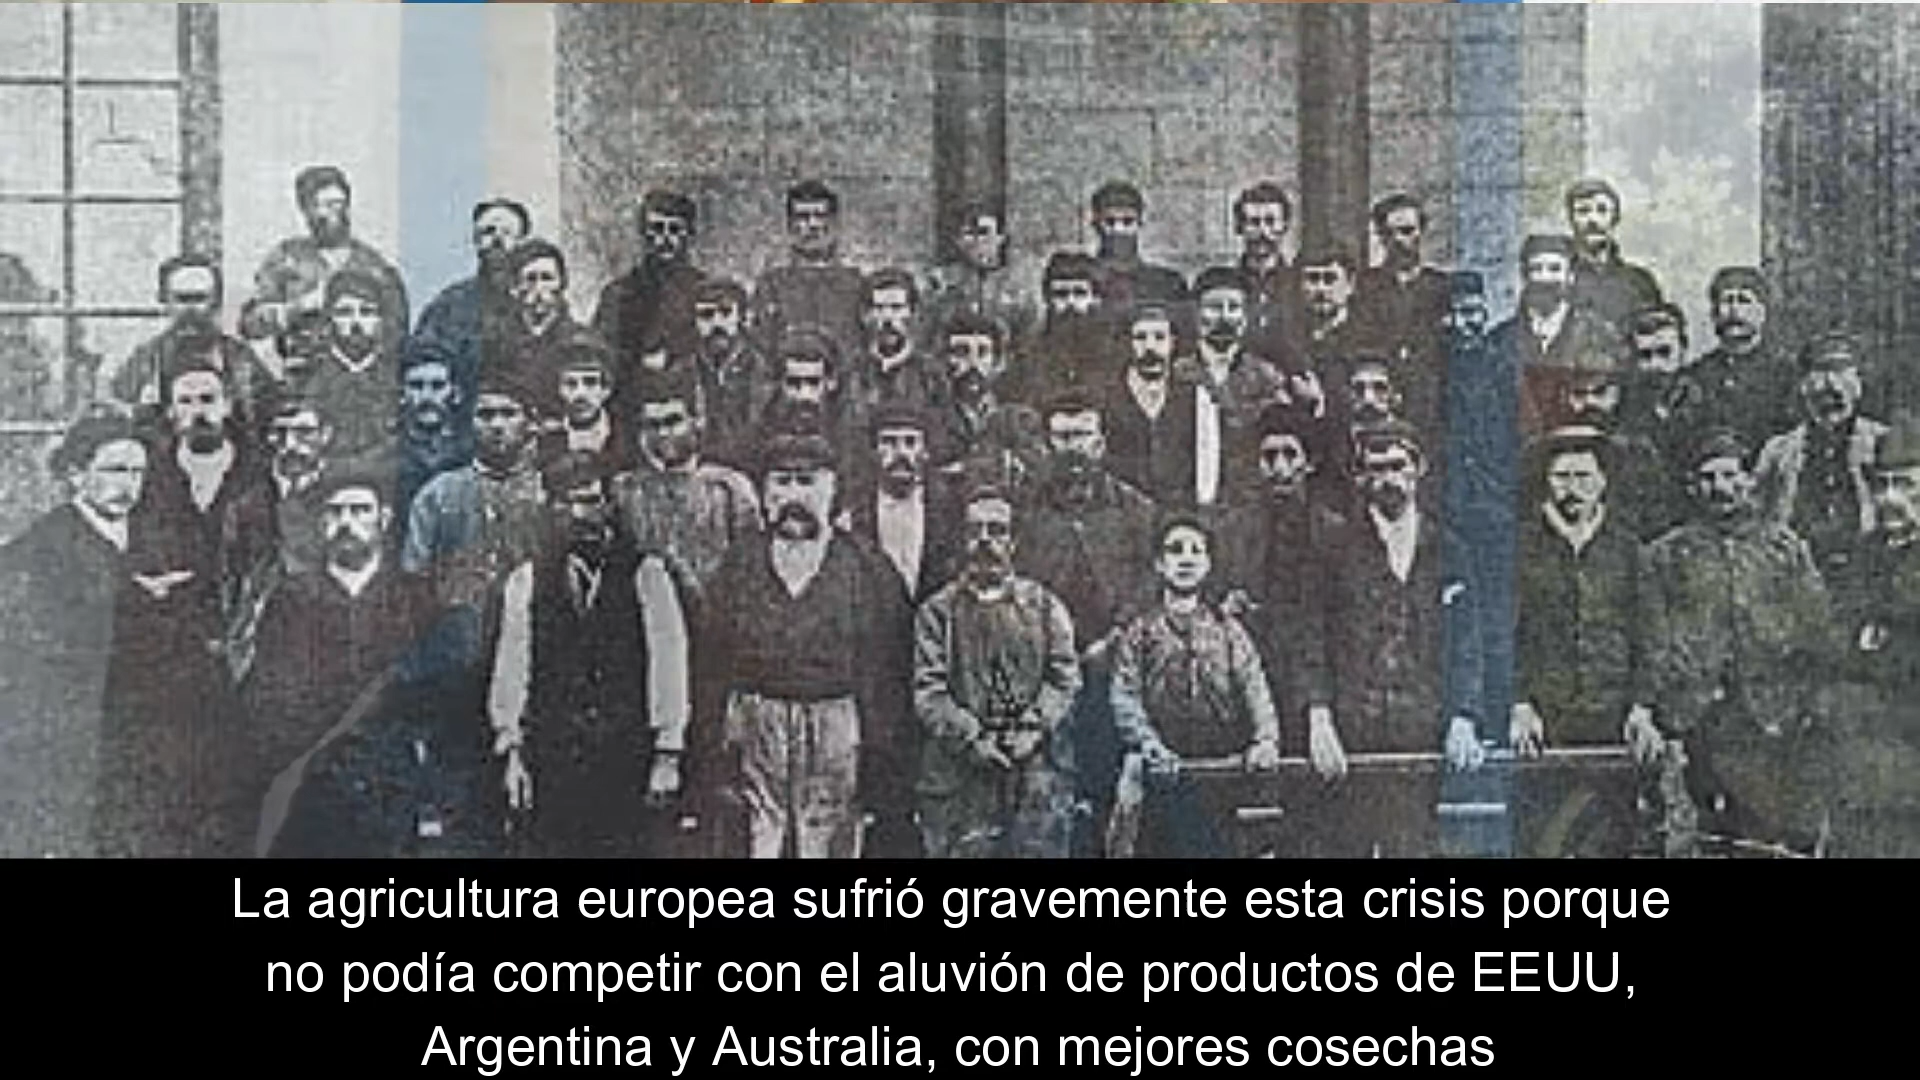 La agricultura europea sufrió gravemente esta crisis porque
no podía competir con el aluvión de productos de EEUU,
Argentina y Australia, con mejores cosechas